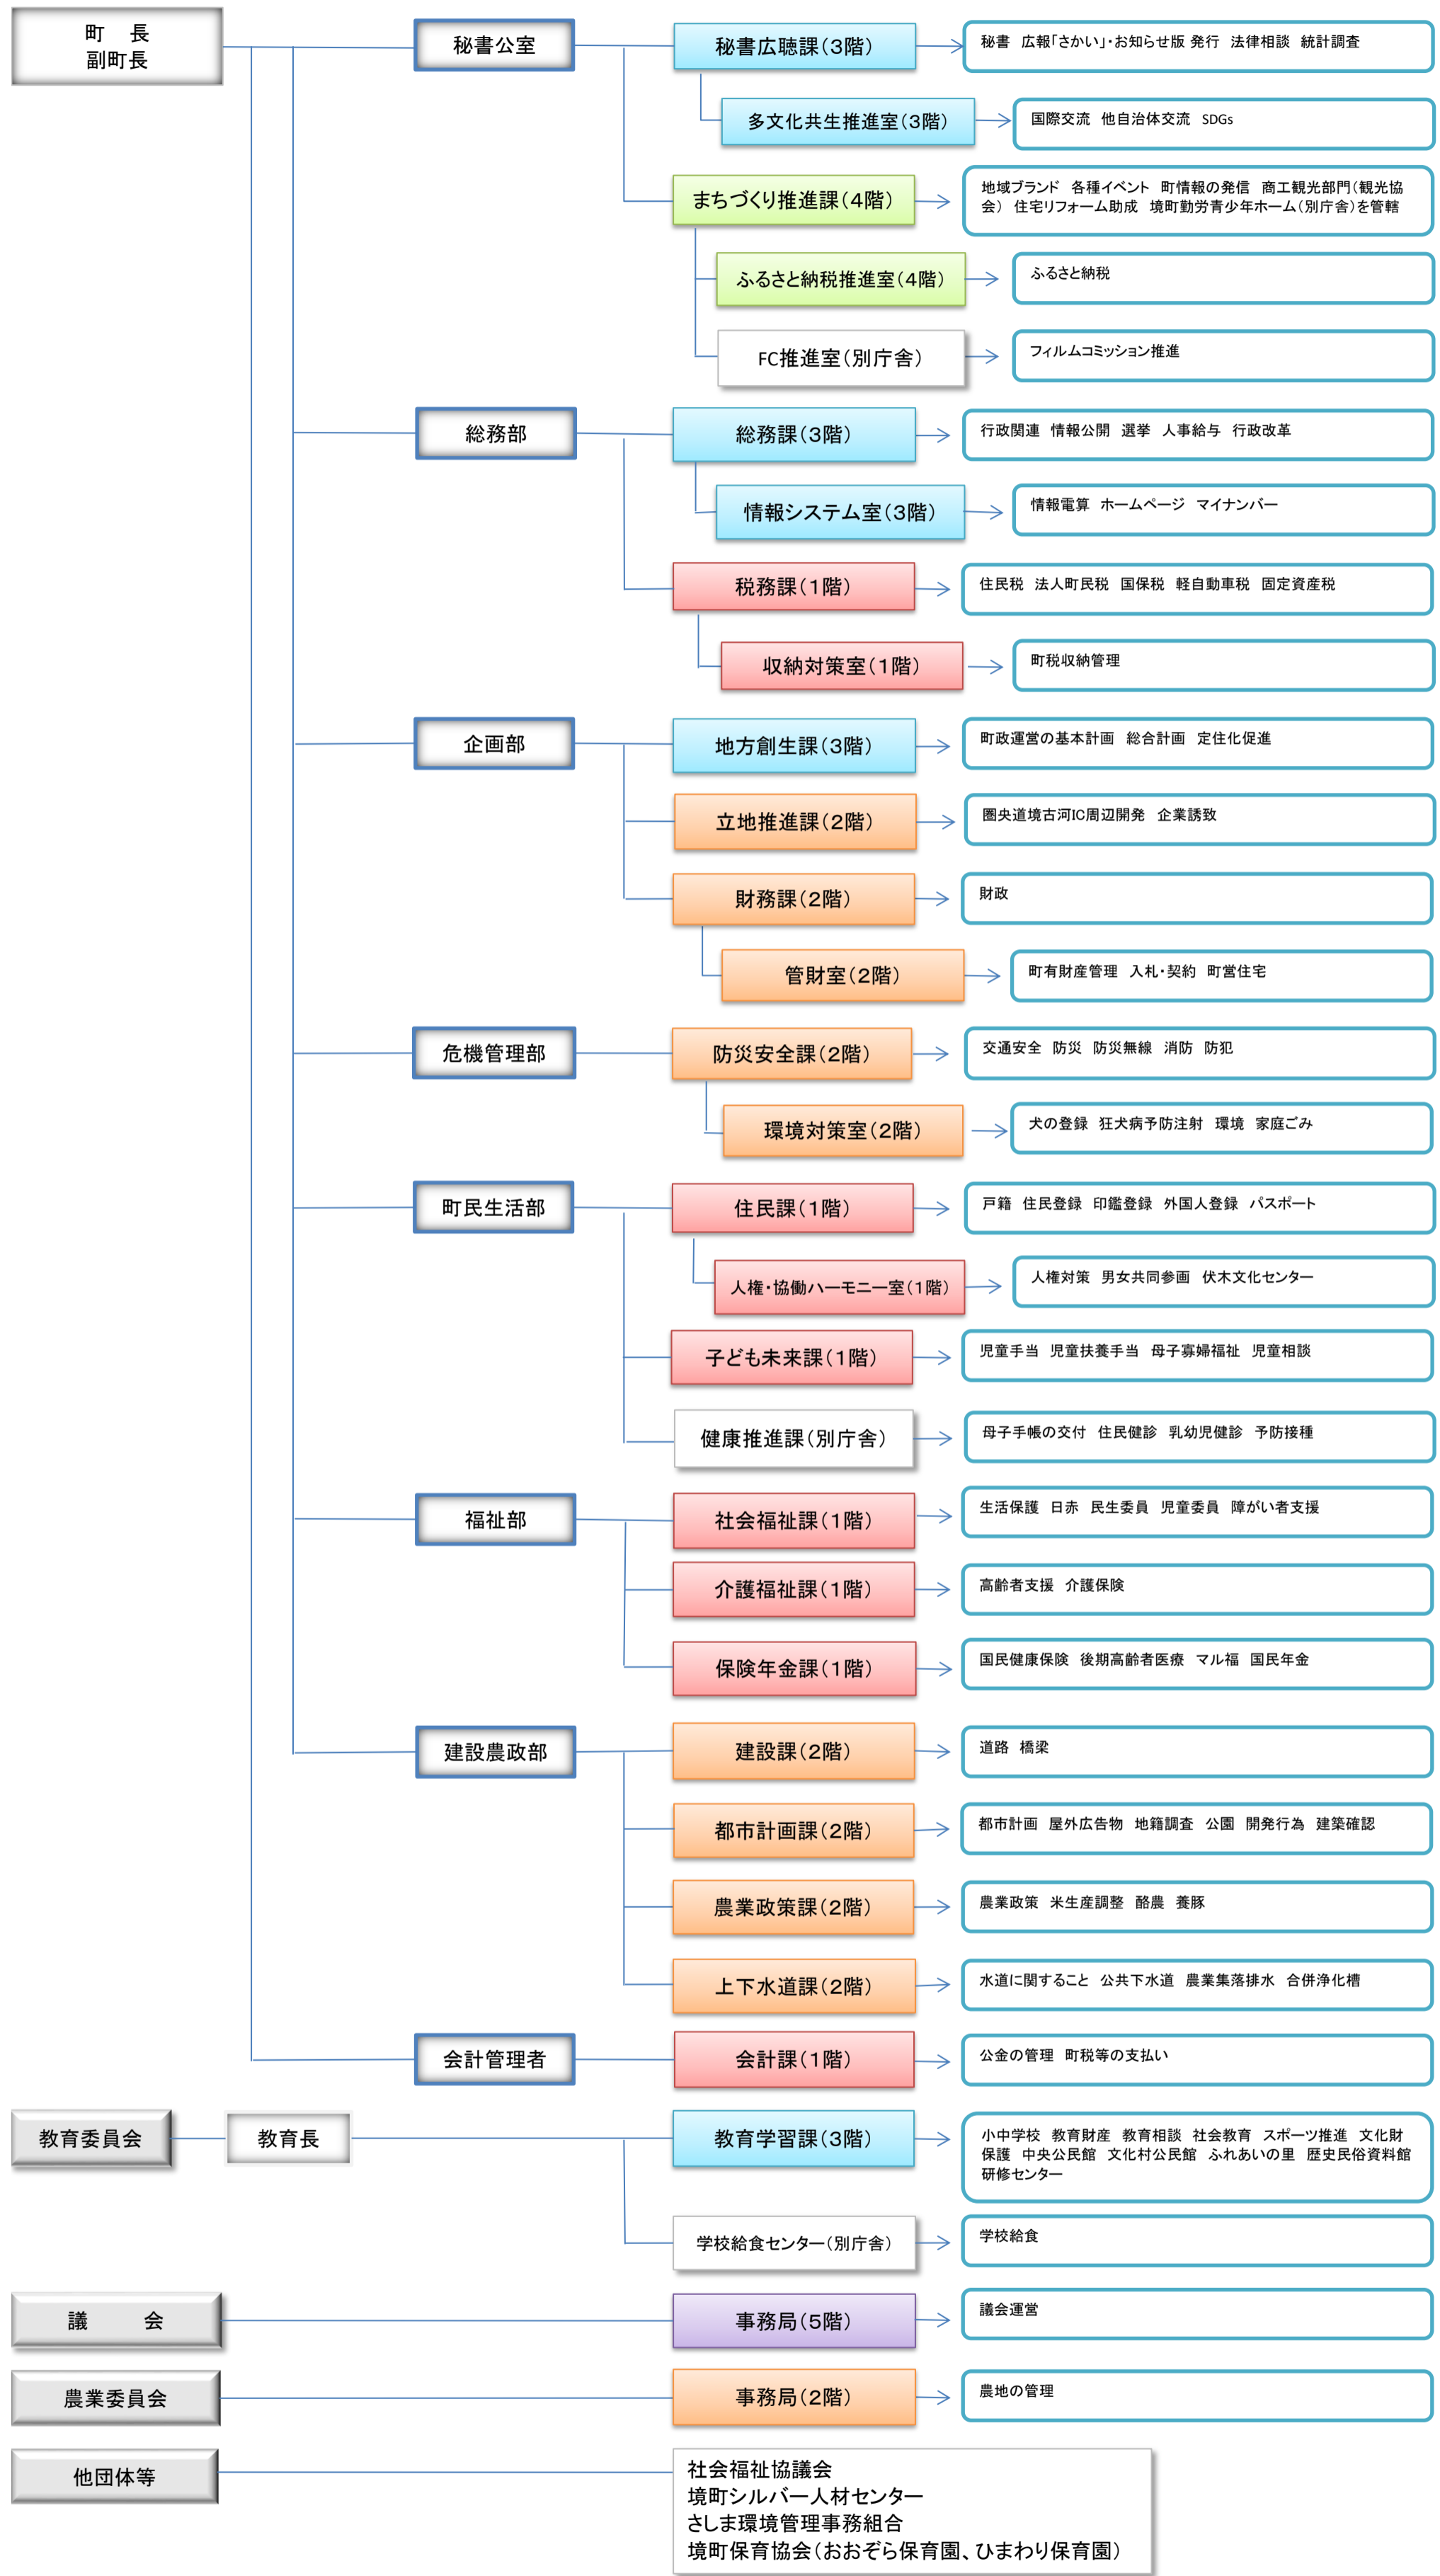 町　長
副町長
秘書公室
秘書広聴課（3階）
秘書　広報「さかい」・お知らせ版 発行　法律相談　統計調査
多文化共生推進室（3階）
国際交流　他自治体交流　SDGs
まちづくり推進課（4階）
地域ブランド　各種イベント　町情報の発信　商工観光部門（観光協
会）　住宅リフォーム助成　境町勤労青少年ホーム（別庁舎）を管轄
ふるさと納税推進室（4階）
ふるさと納税
FC推進室（別庁舎）
フィルムコミッション推進
総務部
総務課（3階）
行政関連　情報公開　選挙　人事給与　行政改革
情報システム室（3階）
情報電算　ホームページ　マイナンバー
税務課（1階）
住民税　法人町民税　国保税　軽自動車税　固定資産税
収納対策室（1階）
町税収納管理
企画部
地方創生課（3階）
町政運営の基本計画　総合計画　定住化促進
立地推進課（2階）
圏央道境古河IC周辺開発　企業誘致
財務課（2階）
財政
管財室（2階）
町有財産管理　入札・契約　町営住宅
危機管理部
防災安全課（2階）
交通安全　防災　防災無線　消防　防犯
環境対策室（2階）
犬の登録　狂犬病予防注射　環境　家庭ごみ
町民生活部
住民課（1階）
戸籍　住民登録　印鑑登録　外国人登録　パスポート
人権・協働ハーモニー室（1階）
人権対策　男女共同参画　伏木文化センター
子ども未来課（1階）
児童手当　児童扶養手当　母子寡婦福祉　児童相談
健康推進課（別庁舎）
母子手帳の交付　住民健診　乳幼児健診　予防接種
福祉部
社会福祉課（1階）
生活保護　日赤　民生委員　児童委員　障がい者支援
介護福祉課（1階）
高齢者支援　介護保険
保険年金課（1階）
国民健康保険　後期高齢者医療　マル福　国民年金
建設農政部
建設課（2階）
道路　橋梁
都市計画課（2階）
都市計画　屋外広告物　地籍調査　公園　開発行為　建築確認
農業政策課（2階）
農業政策　米生産調整　酪農　養豚
上下水道課（2階）
水道に関すること　公共下水道　農業集落排水　合併浄化槽
会計管理者
会計課（1階）
公金の管理　町税等の支払い
教育委員会
教育長
教育学習課（3階）
小中学校　教育財産　教育相談　社会教育　スポーツ推進　文化財
保護　中央公民館　文化村公民館　ふれあいの里　歴史民俗資料館
研修センター
学校給食センター（別庁舎）
学校給食
議　　会
事務局（5階）
議会運営
農業委員会
事務局（2階）
農地の管理
他団体等
社会福祉協議会
境町シルバー人材センター
さしま環境管理事務組合
境町保育協会（おおぞら保育園、ひまわり保育園）